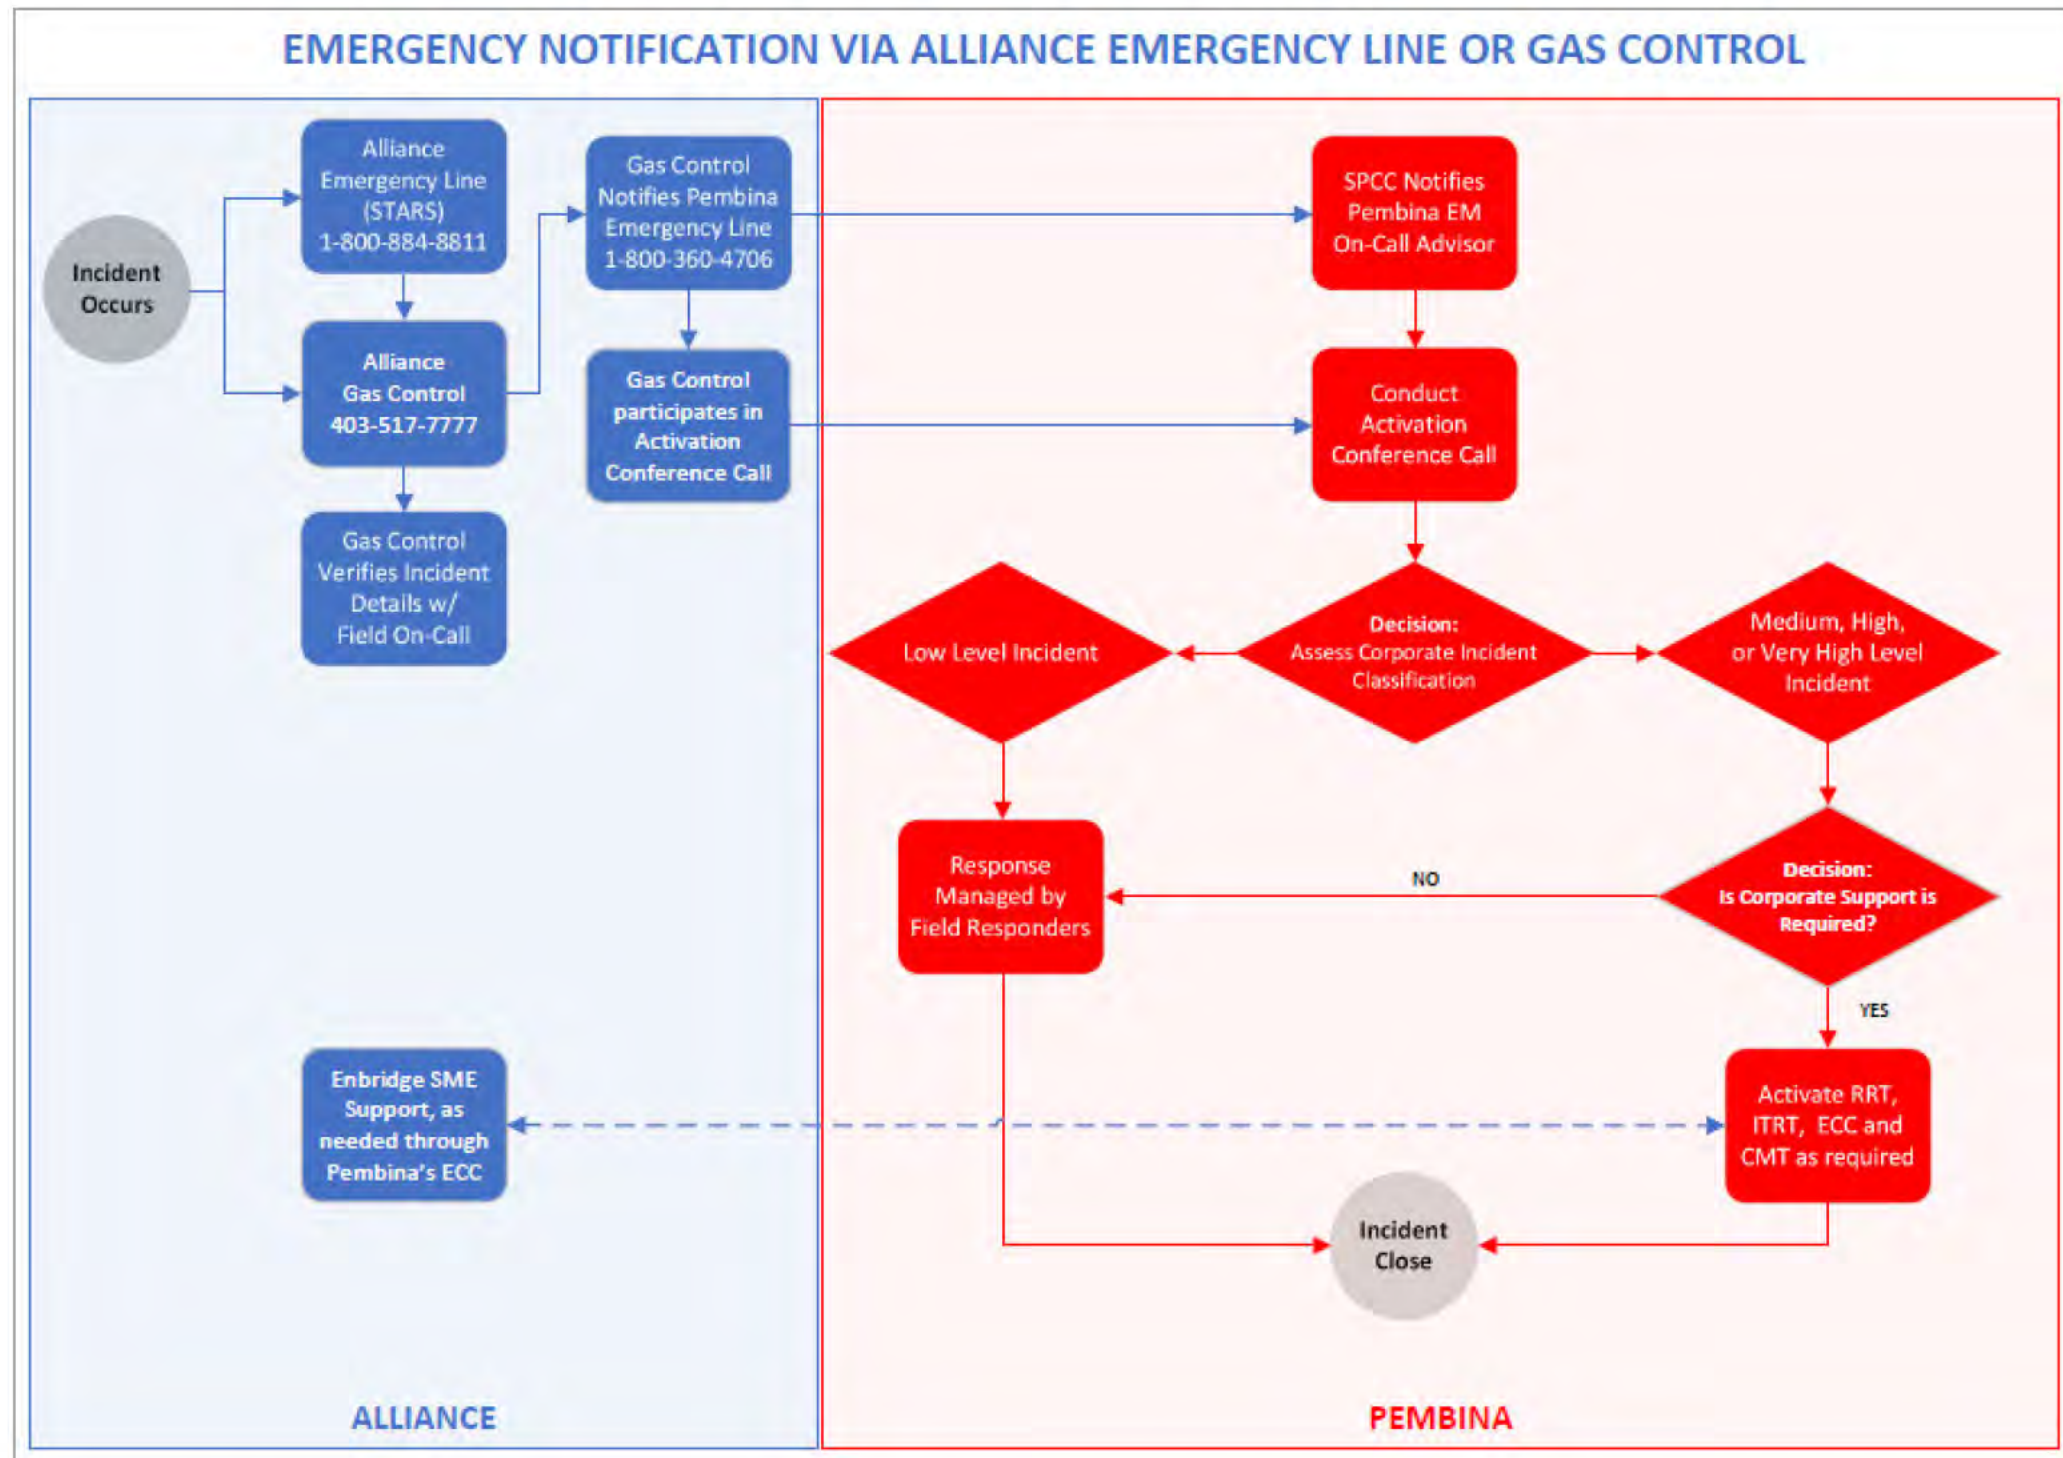 EMERGENCY NOTIFICATION VIA ALLIANCE EMERGENCY LINE OR GAS CONTROL
Incident
Occurs
Alliance
Emergency Line
(STARS)
1-800-884-8811
Alliance
Gas Control
403-517-7777
Gas Control
Verifies Incident
Details w/
Field On-Call
Gas Control
Notifies Pembina
Emergency Line
1-800-360-4706
Gas Control
participates in
Activation
Conference Call
Enbridge SME
Support, as
needed through
Pembina's ECC
ALLIANCE
SPCC Notifies
Pembina EM
On-Call Advisor
Conduct
Activation
Conference Call
Decision:
Assess Corporate Incident
Classification
Low Level Incident
Medium, High,
or Very High Level
Incident
Response
Managed by
Field Responders
NO
Decision:
Is Corporate Support is
Required?
YES
Activate RRT,
ITRT, ECC and
CMT as required
Incident
Close
PEMBINA